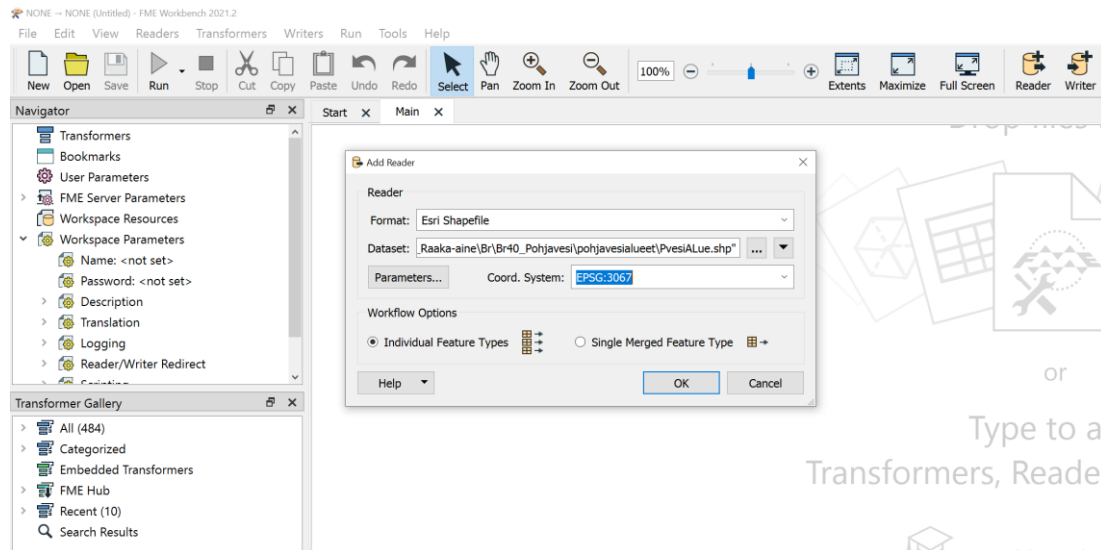 NONE → NONE (Untitled) - FME Workbench 2021.2
File Edit View Readers Transformers Writers Run Tools Help
New Open Save Run Stop Cut Copy Paste Undo Redo Select Pan Zoom In Zoom Out 100% Extents Maximize Full Screen Reader Writer
Navigator
Start Main
Transformers
Bookmarks
User Parameters
FME Server Parameters
Workspace Resources
Workspace Parameters
Name: <not set>
Password: <not set>
Description
Translation
Logging
Reader/Writer Redirect
Scripting
Drop files
Add Reader
Reader
Format: Esri Shapefile
Dataset: _Raaka-aine\Br\Br40_Pohjavesi\pohjavesialueet\PvesiALue.shp" ...
Parameters... Coord. System: EPSG:3067
Workflow Options
Individual Feature Types Single Merged Feature Type
Help OK Cancel
or
Type to a
Transformers, Reade
Transformer Gallery
All (484)
Categorized
Embedded Transformers
FME Hub
Recent (10)
Search Results